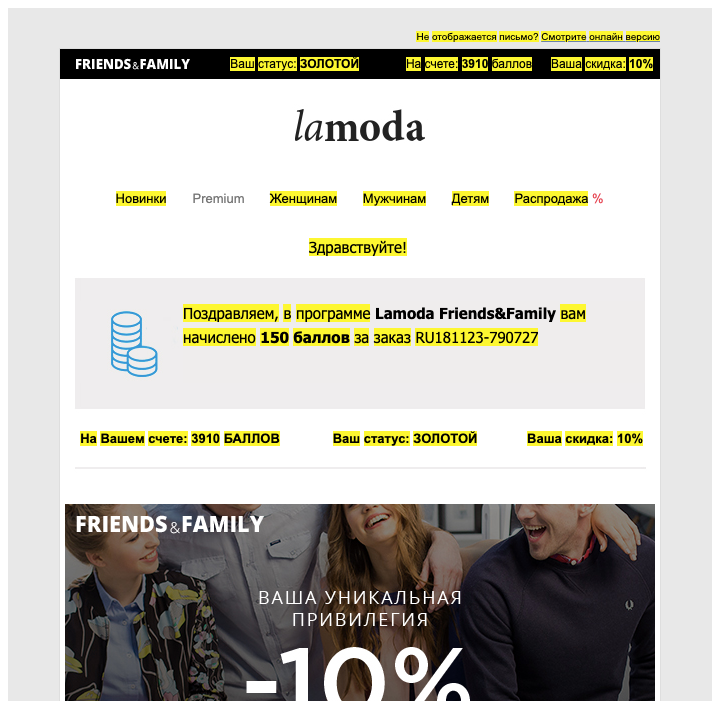 Не отображается письмо? Смотрите онлайн версию
FRIENDS&FAMILY Ваш статус: ЗОЛОТОЙ На счете: 3910 баллов Ваша скидка: 10%
lamoda
Новинки Premium Женщинам Мужчинам Детям Распродажа %
Здравствуйте!
Поздравляем, в программе Lamoda Friends&Family вам
начислено 150 баллов за заказ RU181123-790727
На Вашем счете: 3910 БАЛЛОВ Ваш статус: ЗОЛОТОЙ Ваша скидка: 10%
FRIENDS&FAMILY
ВАША УНИКАЛЬНАЯ
ПРИВИЛЕГИЯ
-10%